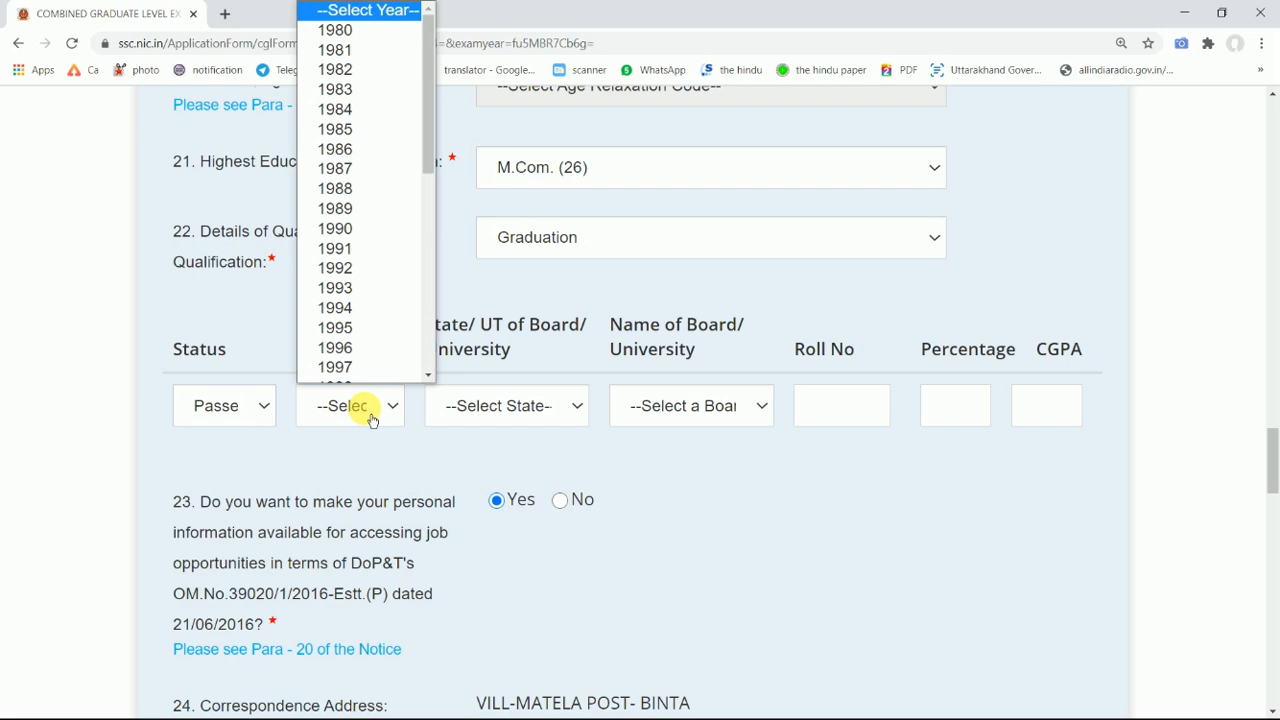 COMBINED GRADUATE LEVEL EX
ssc.nic.in/ApplicationForm/cglForm =&examyear=fu5MBR7Cb6g=
Apps Ca photo notification Teleg translator - Google... scanner WhatsApp the hindu the hindu paper PDF Uttarakhand Gover... allindiaradio.gov.in/... »
--Select Year--
1980
1981
1982
1983
1984
1985
1986
1987
1988
1989
1990
1991
1992
1993
1994
1995
1996
1997
--Select Age Relaxation Code--
Please see Para -
21. Highest Educ n: * M.Com. (26)
22. Details of Qua Graduation
Qualification:*
Status tate/ UT of Board/ niversity Name of Board/ University Roll No Percentage CGPA
Passe --Selec --Select State-- --Select a Boar
23. Do you want to make your personal Yes No
information available for accessing job
opportunities in terms of DoP&T's
OM.No.39020/1/2016-Estt.(P) dated
21/06/2016? *
Please see Para - 20 of the Notice
24. Correspondence Address: VILL-MATELA POST- BINTA